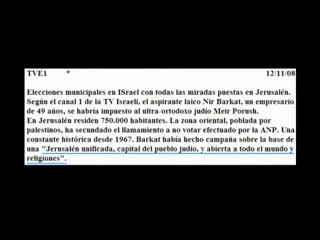 TVE1 * 12/11/08
Elecciones municipales en ISrael con todas las miradas puestas en Jerusalén.
Según el canal 1 de la TV Israelí, el aspirante laico Nir Barkat, un empresario
de 49 años, se habría impuesto al ultra-ortodoxo judío Meir Porush.
En Jerusalén residen 750.000 habitantes. La zona oriental, poblada por
palestinos, ha secundado el llamamiento a no votar efectuado por la ANP. Una
constante histórica desde 1967. Barkat había hecho campaña sobre la base de
una "Jerusalén unificada, capital del pueblo judío, y abierta a todo el mundo y
religiones".